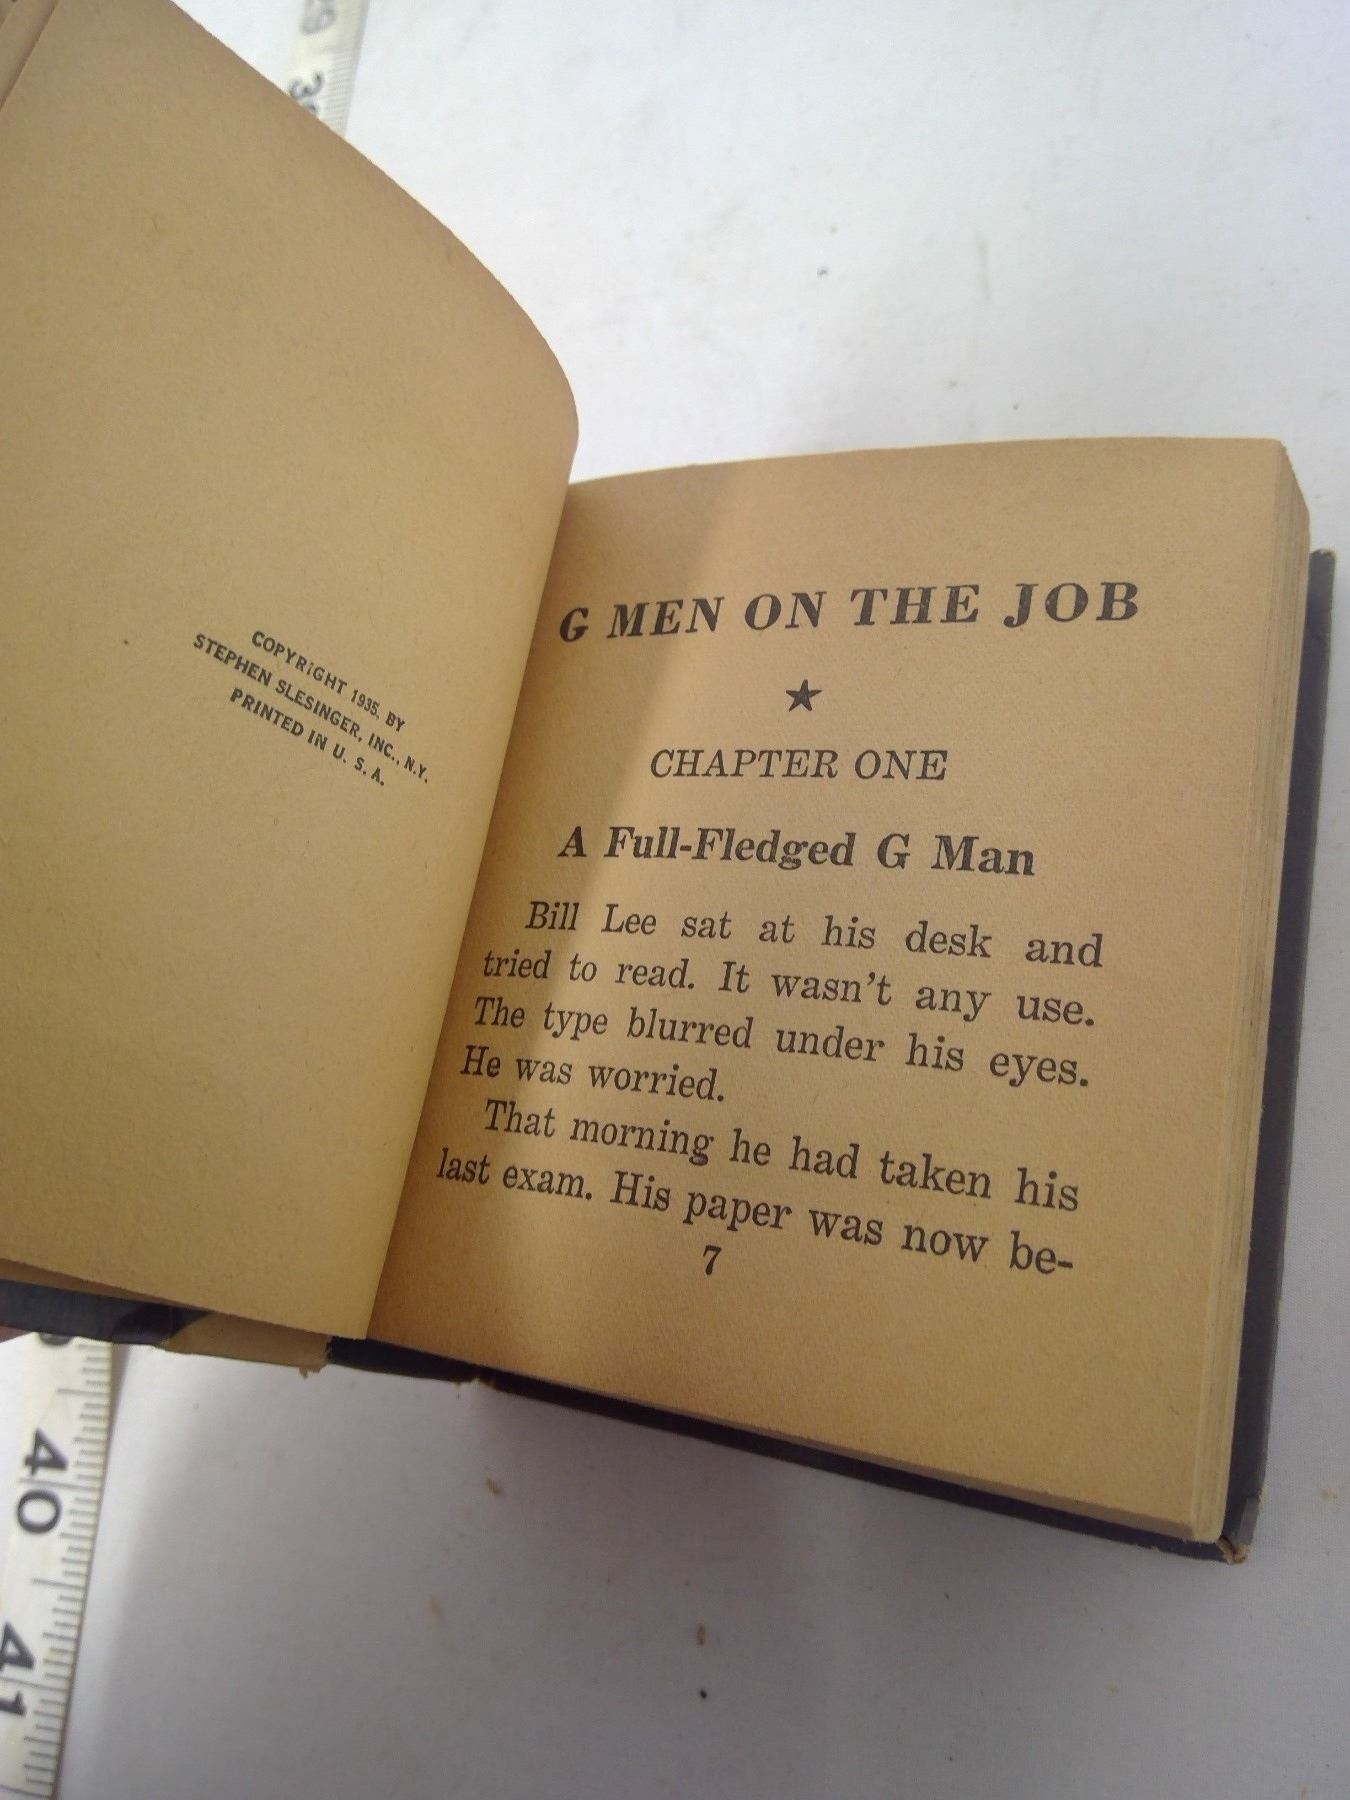 COPYRIGHT 1935, BY
STEPHEN SLESINGER, INC., N.Y.
PRINTED IN U. S. A.
G MEN ON THE JOB
CHAPTER ONE
A Full-Fledged G Man
Bill Lee sat at his desk and
tried to read. It wasn't any use.
The type blurred under his eyes.
He was worried.
That morning he had taken his
last exam. His paper was now be-
7
29
40
41